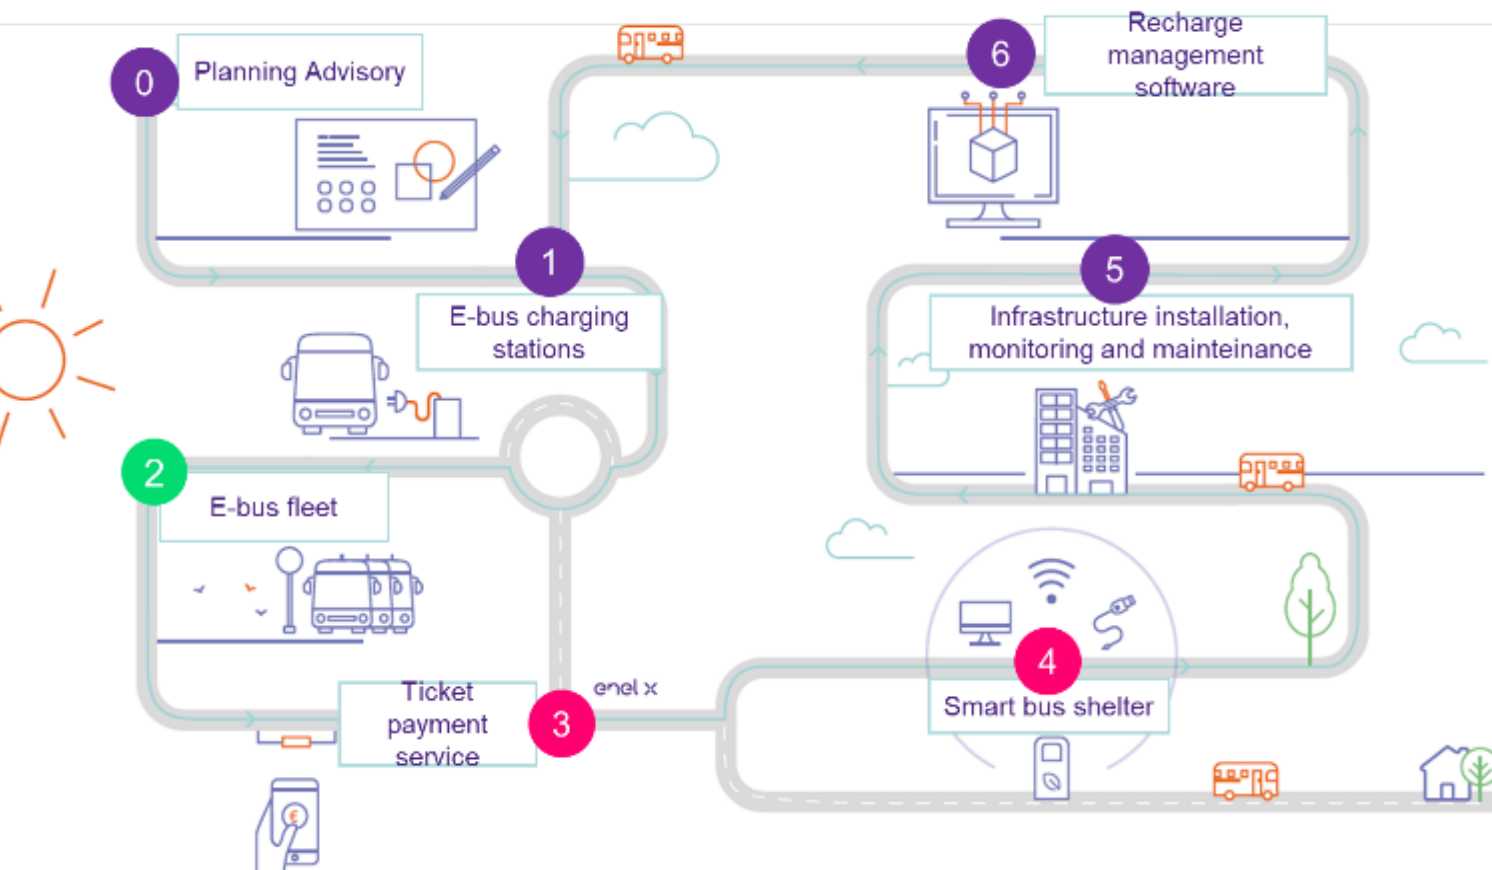 0
Planning Advisory
6
Recharge
management
software
1
E-bus charging
stations
5
Infrastructure installation,
monitoring and mainteinance
2
E-bus fleet
Ticket
payment
service
3
enel x
4
Smart bus shelter
€